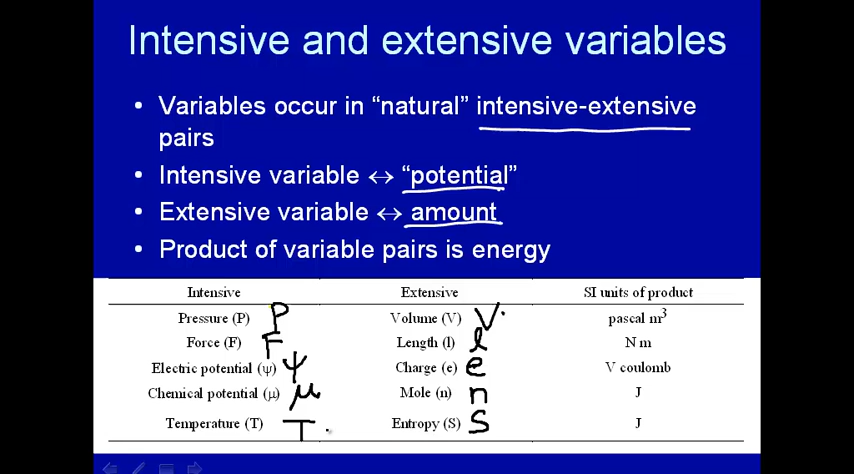 Intensive and extensive variables
• Variables occur in “natural” intensive-extensive
pairs
• Intensive variable ↔ “potential”
• Extensive variable ↔ amount
• Product of variable pairs is energy
Intensive Extensive SI units of product
Pressure (P) P Volume (V) V pascal m³
Force (F) F Length (l) l N m
Electric potential (ψ) ψ Charge (e) e V coulomb
Chemical potential (μ) μ Mole (n) n J
Temperature (T) T Entropy (S) S J